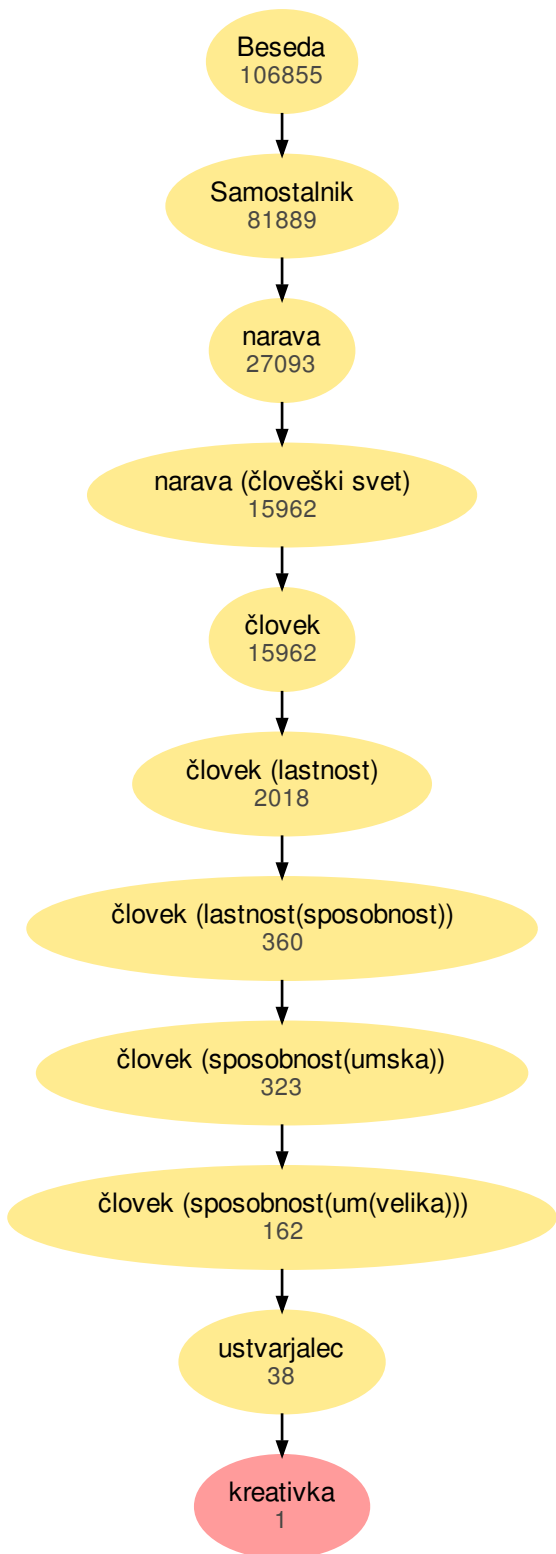 Beseda
106855
Samostalnik
81889
narava
27093
narava (človeški svet)
15962
človek
15962
človek (lastnost)
2018
človek (lastnost(sposobnost))
360
človek (sposobnost(umska))
323
človek (sposobnost(um(velika)))
162
ustvarjalec
38
kreativka
1